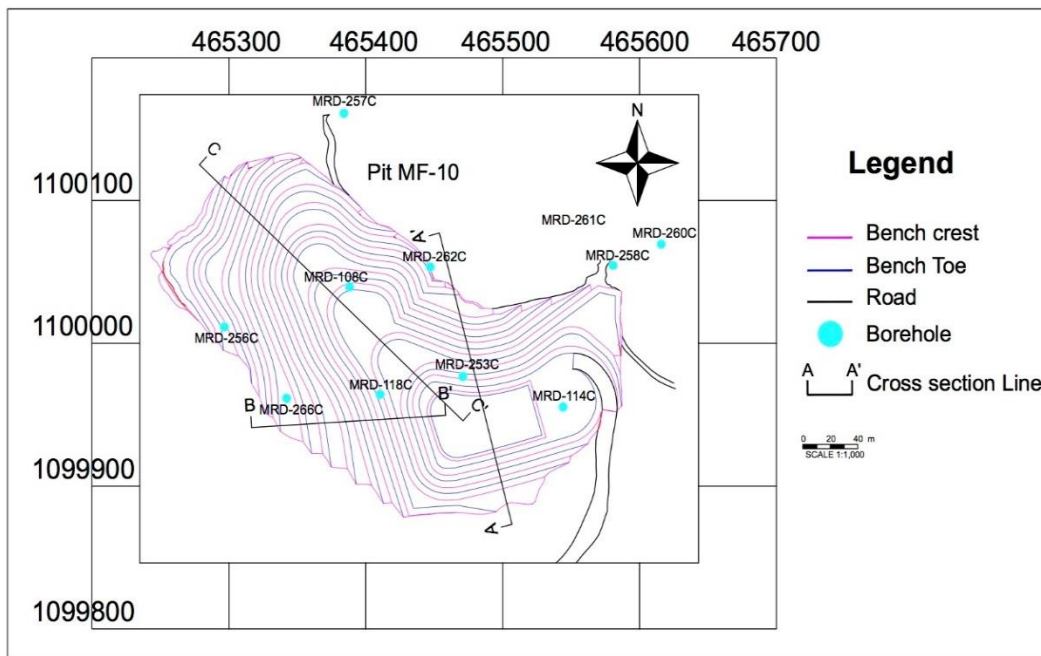 465300 465400 465500 465600 465700
MRD-257C
N
C
Pit MF-10
Legend
1100100
MRD-261C
Bench crest
A'
MRD-260C
MRD-262C
MRD-258C
Bench Toe
MRD-108C
Road
1100000
MRD-256C
Borehole
MRD-253C
A A'
MRD-118C
Cross section Line
B
B'
C'
MRD-114C
MRD-266C
0 20 40 m
SCALE 1:1,000
1099900
A
1099800